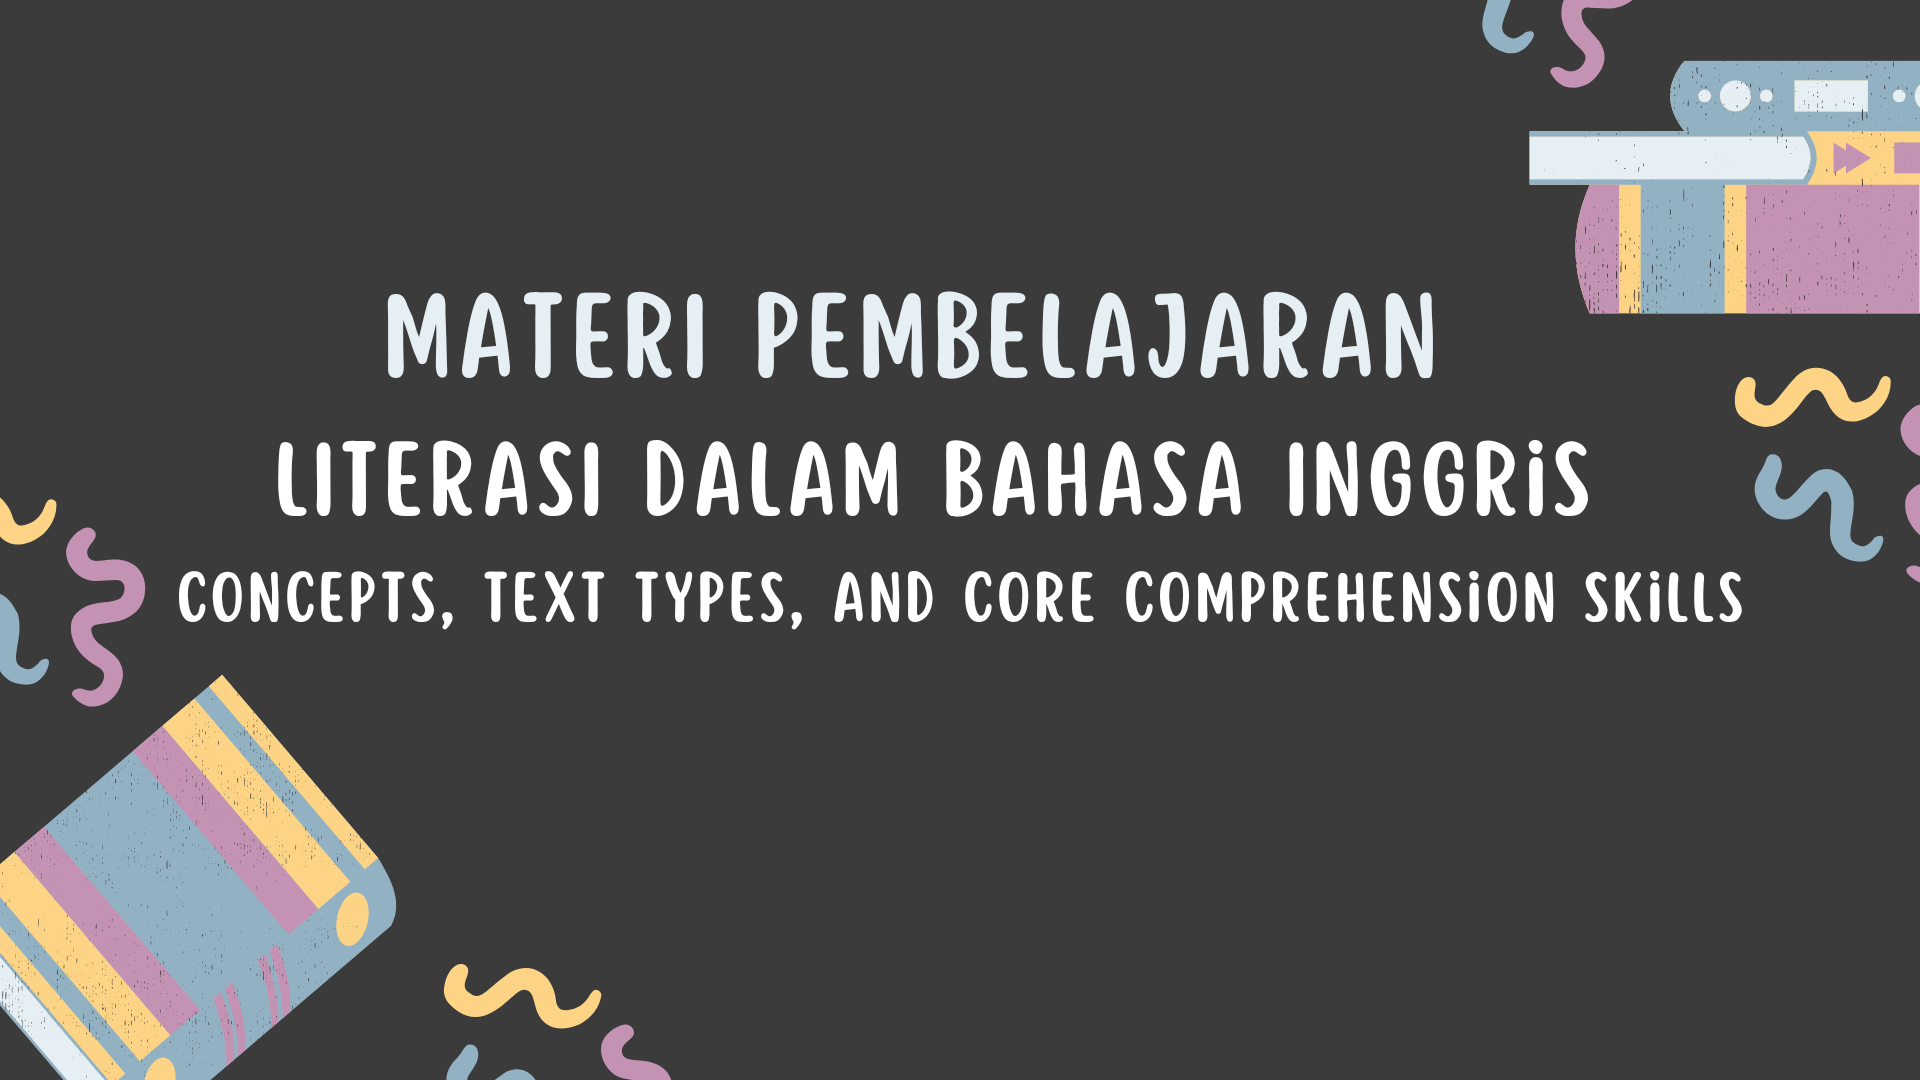 MATERI PEMBELAJARAN
LITERASI DALAM BAHASA INGGRIS
CONCEPTS, TEXT TYPES, AND CORE COMPREHENSION SKILLS